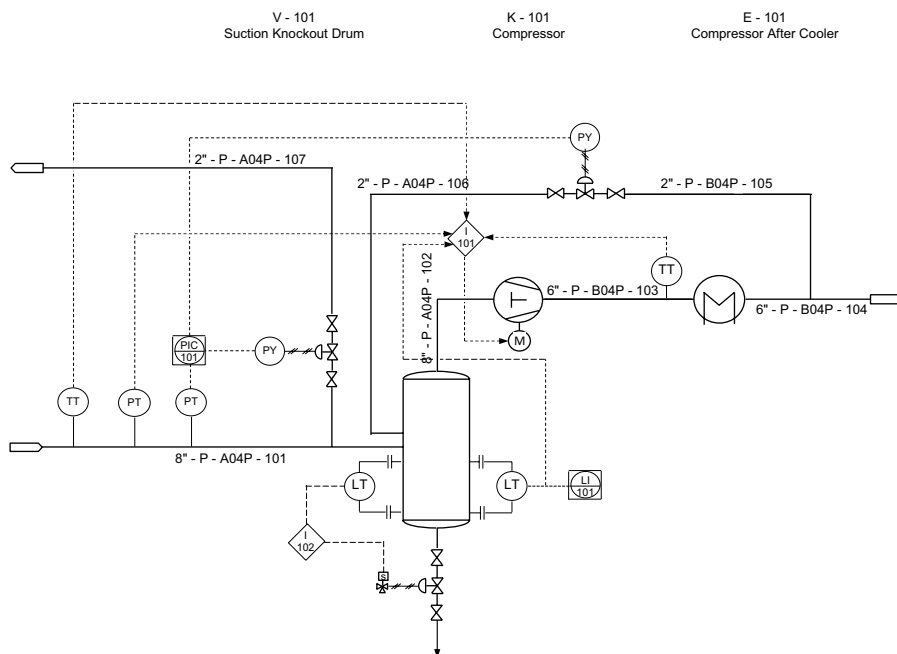 V - 101
Suction Knockout Drum
K - 101
Compressor
E - 101
Compressor After Cooler
PY
2" - P - A04P - 107
2" - P - A04P - 106
2" - P - B04P - 105
I
101
8" - P - A04P - 102
TT
6" - P - B04P - 103
6" - P - B04P - 104
M
PIC
101
PY
TT
PT
PT
8" - P - A04P - 101
LT
LT
LI
101
I
102
S